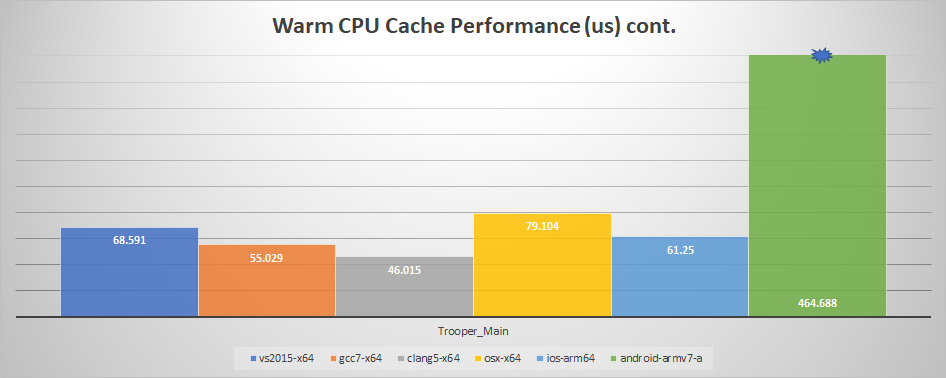 Warm CPU Cache Performance (us) cont.
68.591
55.029
46.015
79.104
61.25
464.688
Trooper_Main
vs2015-x64 gcc7-x64 clang5-x64 osx-x64 ios-arm64 android-armv7-a